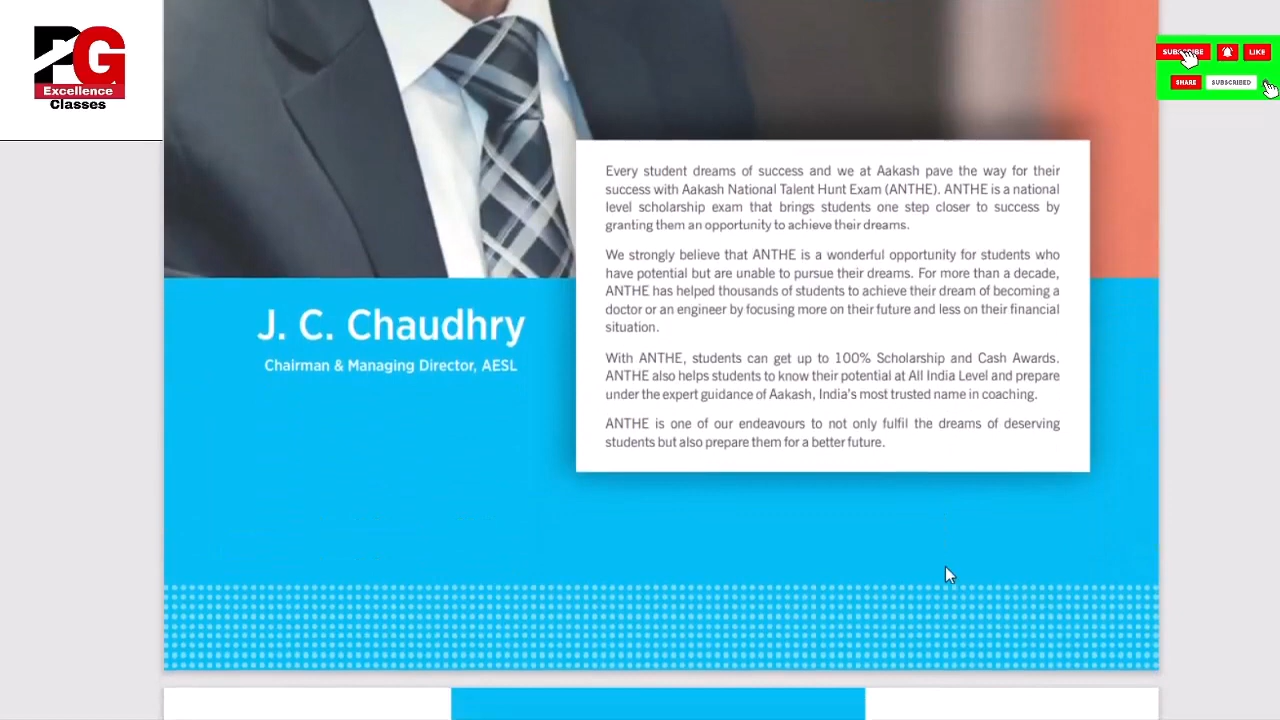 PG
Excellence
Classes
SUBSCRIBE
LIKE
SHARE
SUBSCRIBED
Every student dreams of success and we at Aakash pave the way for their
success with Aakash National Talent Hunt Exam (ANTHE). ANTHE is a national
level scholarship exam that brings students one step closer to success by
granting them an opportunity to achieve their dreams.
We strongly believe that ANTHE is a wonderful opportunity for students who
have potential but are unable to pursue their dreams. For more than a decade,
ANTHE has helped thousands of students to achieve their dream of becoming a
doctor or an engineer by focusing more on their future and less on their financial
situation.
With ANTHE, students can get up to 100% Scholarship and Cash Awards.
ANTHE also helps students to know their potential at All India Level and prepare
under the expert guidance of Aakash, India's most trusted name in coaching.
ANTHE is one of our endeavours to not only fulfil the dreams of deserving
students but also prepare them for a better future.
J. C. Chaudhry
Chairman & Managing Director, AESL